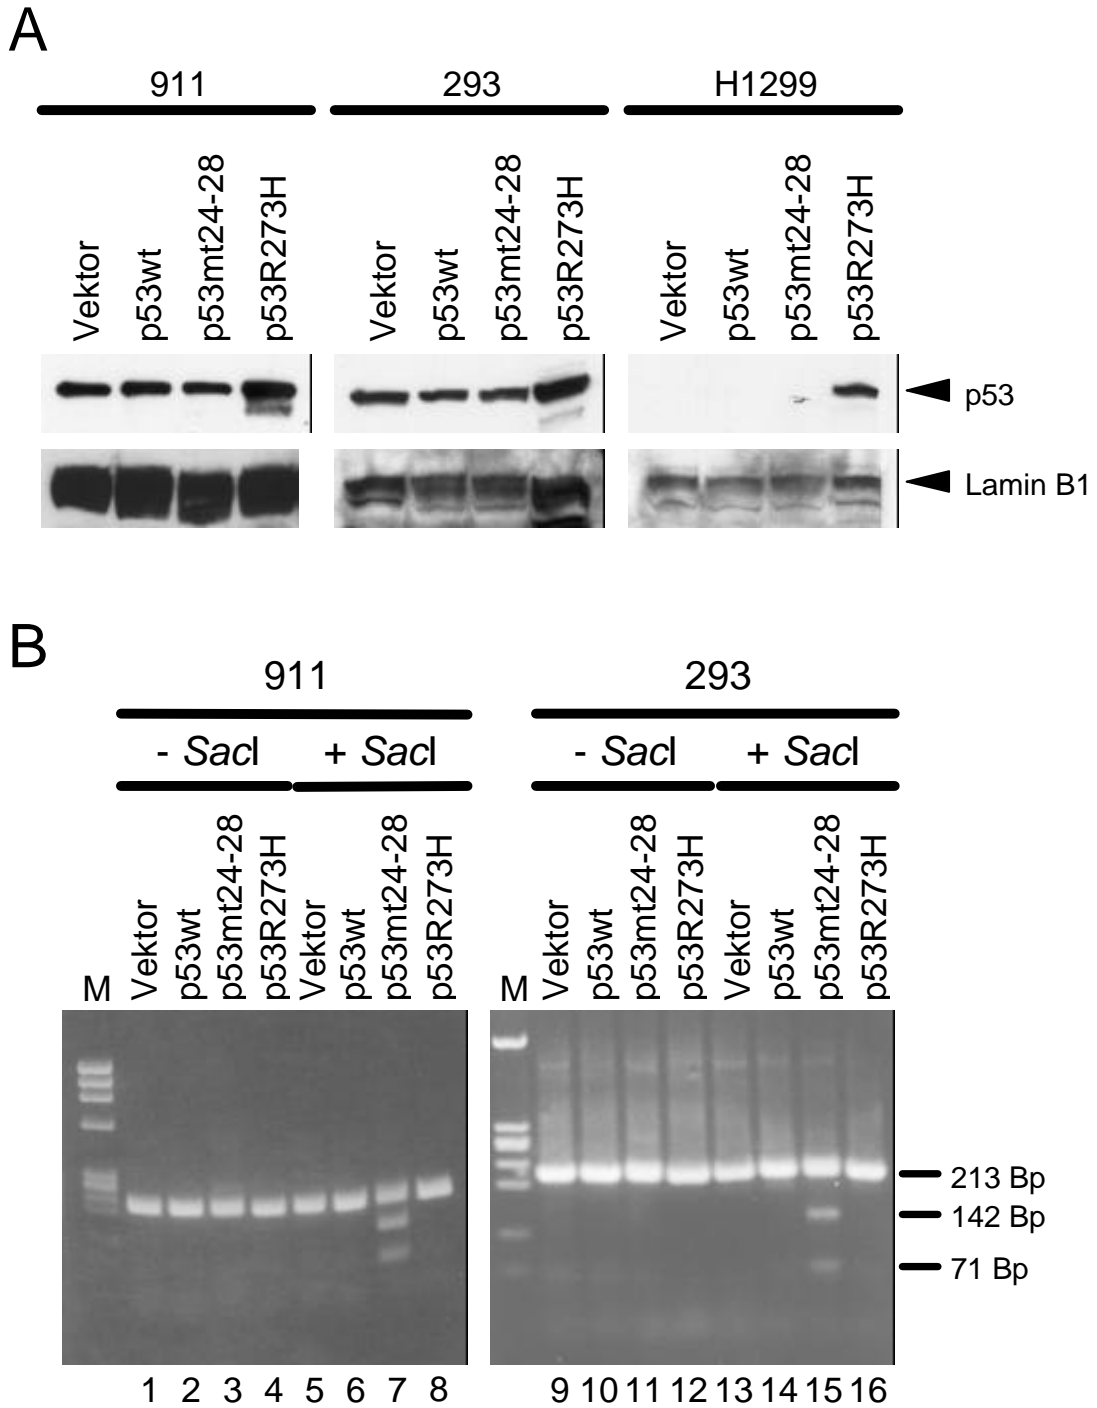 A
911 293 H1299
Vektor p53wt p53mt24-28 p53R273H Vektor p53wt p53mt24-28 p53R273H Vektor p53wt p53mt24-28 p53R273H
p53
Lamin B1
B
911 293
- SacI + SacI - SacI + SacI
M Vektor p53wt p53mt24-28 p53R273H Vektor p53wt p53mt24-28 p53R273H M Vektor p53wt p53mt24-28 p53R273H Vektor p53wt p53mt24-28 p53R273H
213 Bp
142 Bp
71 Bp
1 2 3 4 5 6 7 8 9 10 11 12 13 14 15 16